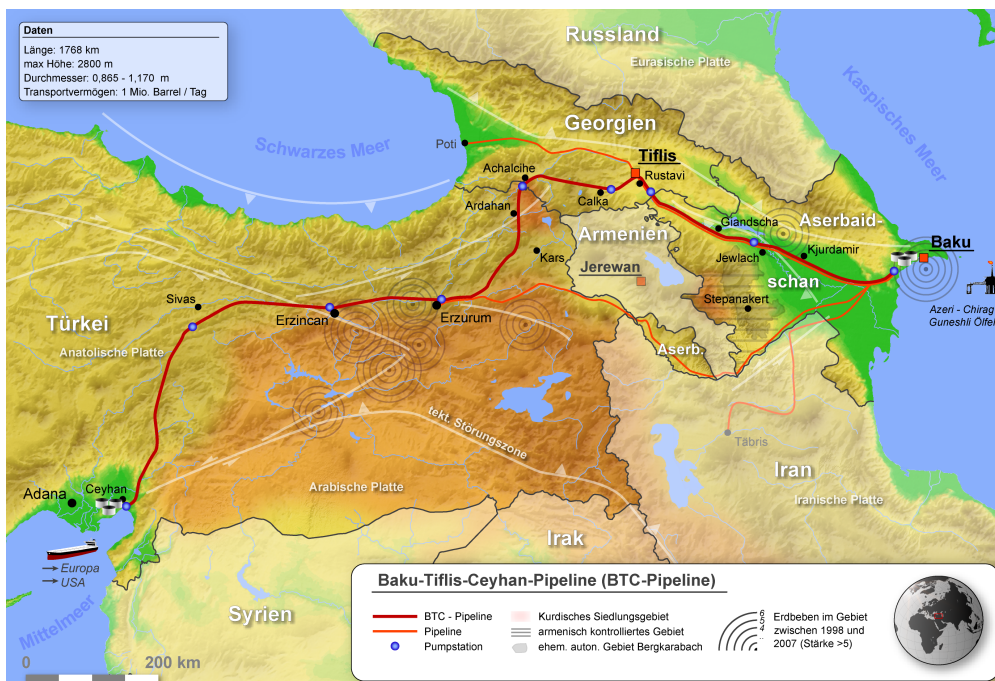 Daten
Länge: 1768 km
max Höhe: 2800 m
Durchmesser: 0,865 - 1,170 m
Transportvermögen: 1 Mio. Barrel / Tag
Russland
Eurasische Platte
Kaspisches Meer
Schwarzes Meer
Georgien
Poti
Tiflis
Achalcihe
Rustavi
Calka
Ardahan
Giandscha
Aserbaid-
Armenien
Kjurdamir
Baku
Kars
Jewlach
Jerewan
schan
Stepanakert
Sivas
Azeri - Chirag
Guneshli Ölfel
Türkei
Erzincan
Erzurum
Anatolische Platte
Aserb.
tekt. Störungszone
Täbris
Iran
Adana
Ceyhan
Arabische Platte
Iranische Platte
Irak
Europa
USA
Mittelmeer
Syrien
0
200 km
Baku-Tiflis-Ceyhan-Pipeline (BTC-Pipeline)
BTC - Pipeline
Pipeline
Pumpstation
Kurdisches Siedlungsgebiet
armenisch kontrolliertes Gebiet
ehem. auton. Gebiet Bergkarabach
6
5
4
Erdbeben im Gebiet
zwischen 1998 und
2007 (Stärke >5)